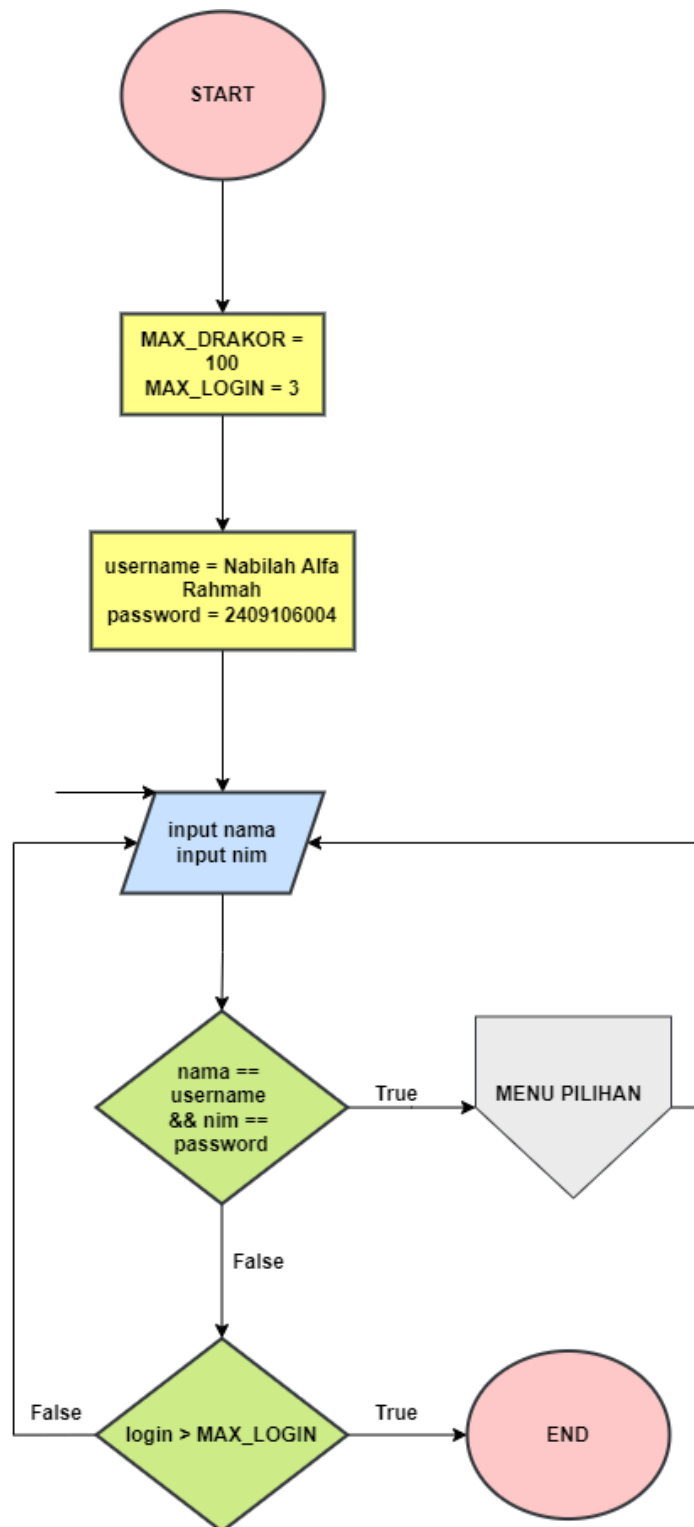 START
MAX_DRAKOR =
100
MAX_LOGIN = 3
username = Nabilah Alfa
Rahmah
password = 2409106004
input nama
input nim
nama ==
username
&& nim ==
password
True
MENU PILIHAN
False
login > MAX_LOGIN
False
True
END